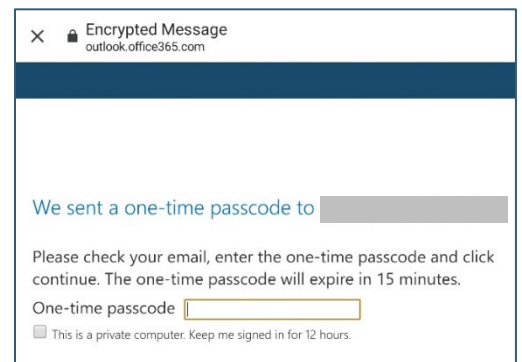 Encrypted Message
outlook.office365.com
We sent a one-time passcode to
Please check your email, enter the one-time passcode and click
continue. The one-time passcode will expire in 15 minutes.
One-time passcode
This is a private computer. Keep me signed in for 12 hours.